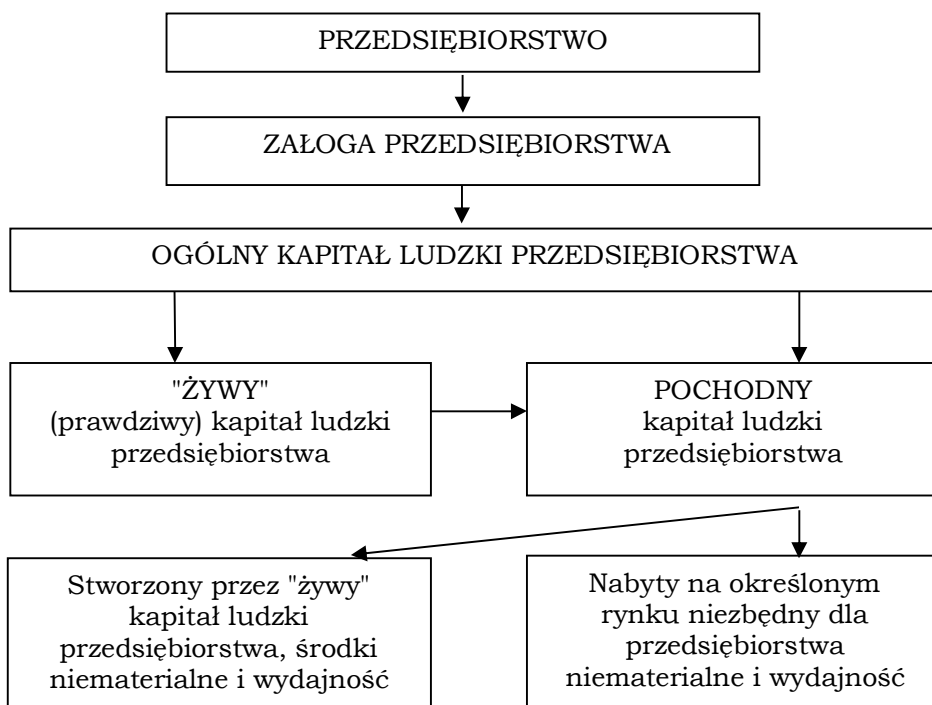 PRZEDSIĘBIORSTWO
ZAŁOGA PRZEDSIĘBIORSTWA
OGÓLNY KAPITAŁ LUDZKI PRZEDSIĘBIORSTWA
"ŻYWY"
(prawdziwy) kapitał ludzki
przedsiębiorstwa
POCHODNY
kapitał ludzki
przedsiębiorstwa
Stworzony przez "żywy"
kapitał ludzki
przedsiębiorstwa, środki
niematerialne i wydajność
Nabyty na określonym
rynku niezbędny dla
przedsiębiorstwa
niematerialne i wydajność